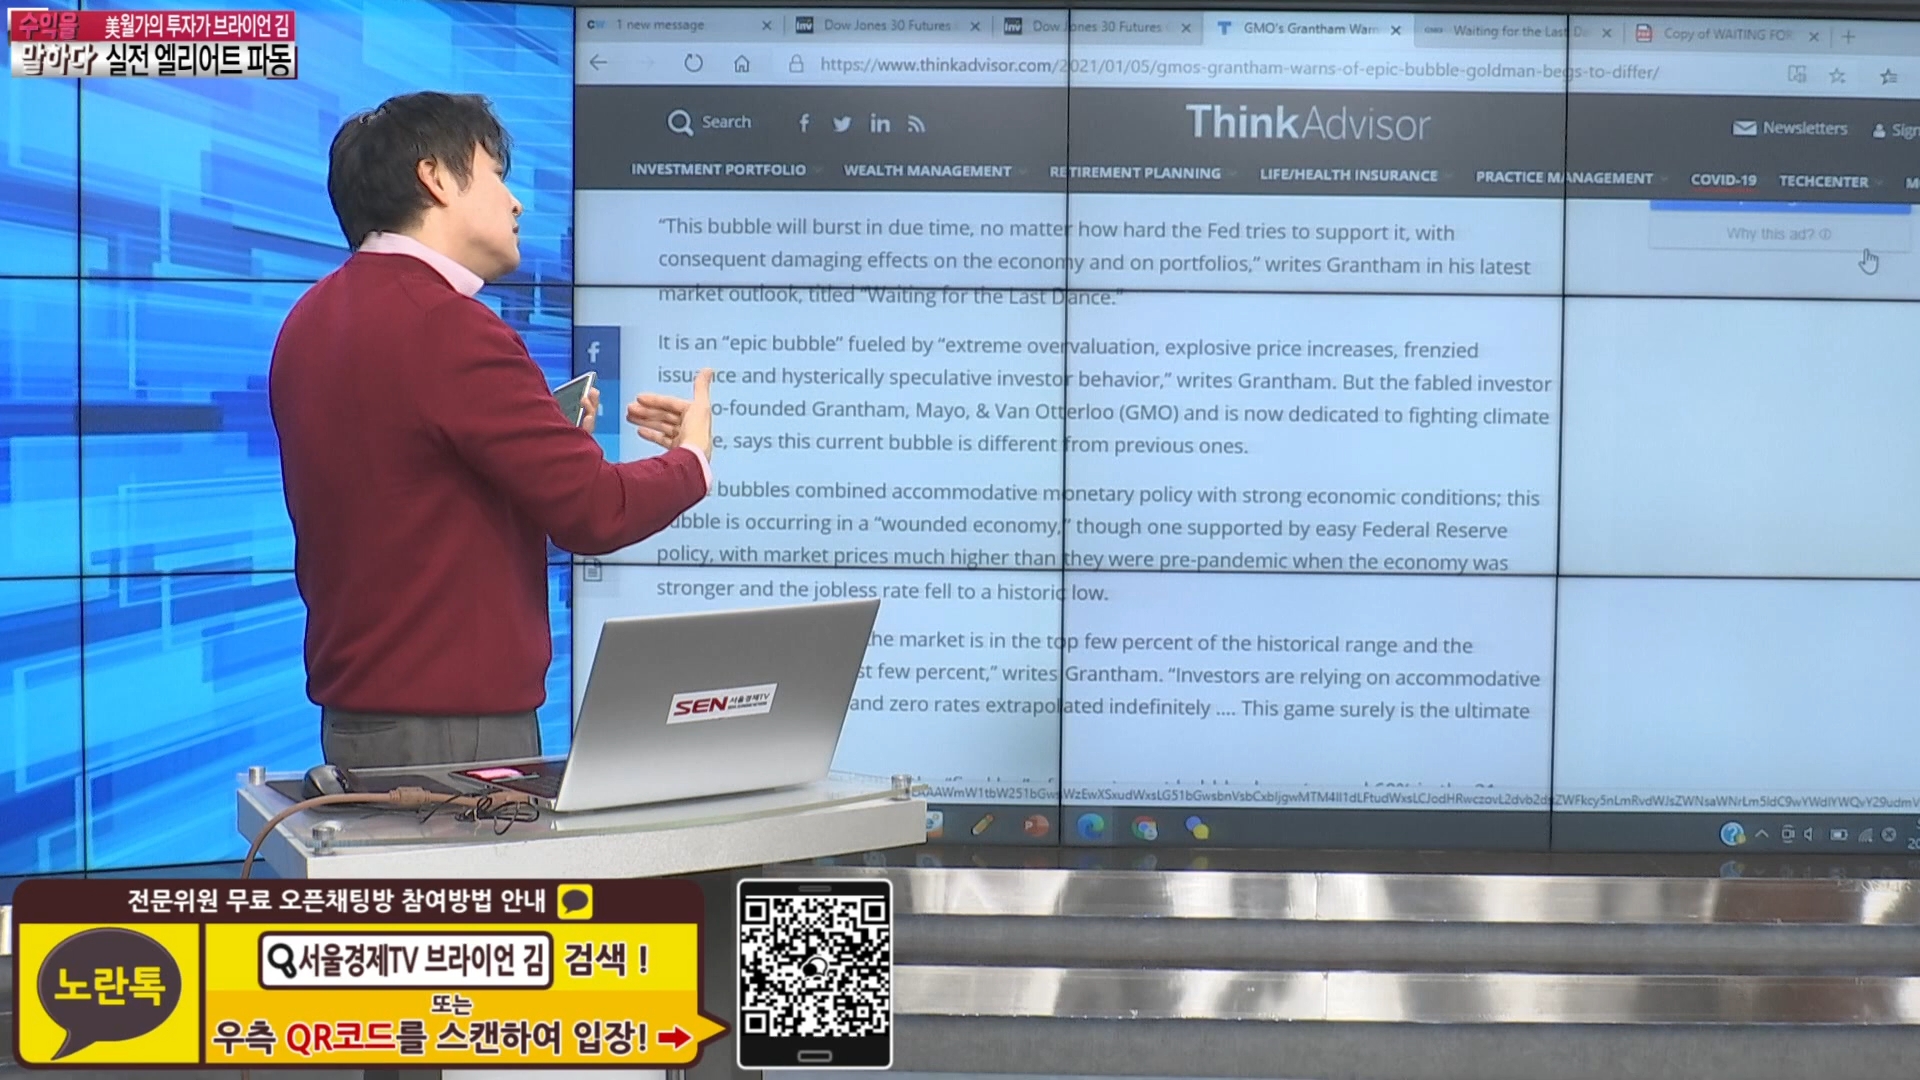 수익을 美월가의 투자가 브라이언 김
말하다 실전 엘리어트 파동
1 new message
Dow Jones 30 Futures
Dow Jones 30 Futures
GMO's Grantham Warn
Waiting for the Last Da
Copy of WAITING FOR
https://www.thinkadvisor.com/2021/01/05/gmos-grantham-warns-of-epic-bubble-goldman-begs-to-differ/
Search
ThinkAdvisor
Newsletters
Sign
INVESTMENT PORTFOLIO
WEALTH MANAGEMENT
RETIREMENT PLANNING
LIFE/HEALTH INSURANCE
PRACTICE MANAGEMENT
COVID-19
TECHCENTER
Why this ad?
“This bubble will burst in due time, no matter how hard the Fed tries to support it, with
consequent damaging effects on the economy and on portfolios,” writes Grantham in his latest
market outlook, titled “Waiting for the Last Dance.”
It is an “epic bubble” fueled by “extreme overvaluation, explosive price increases, frenzied
issuance and hysterically speculative investor behavior,” writes Grantham. But the fabled investor
o-founded Grantham, Mayo, & Van Otterloo (GMO) and is now dedicated to fighting climate
e, says this current bubble is different from previous ones.
bubbles combined accommodative monetary policy with strong economic conditions; this
bubble is occurring in a “wounded economy,” though one supported by easy Federal Reserve
policy, with market prices much higher than they were pre-pandemic when the economy was
stronger and the jobless rate fell to a historic low.
the market is in the top few percent of the historical range and the
st few percent,” writes Grantham. “Investors are relying on accommodative
and zero rates extrapolated indefinitely .... This game surely is the ultimate
SEN 서울경제TV
전문위원 무료 오픈채팅방 참여방법 안내
노란톡
서울경제TV 브라이언 김 검색 !
또는
우측 QR코드를 스캔하여 입장!